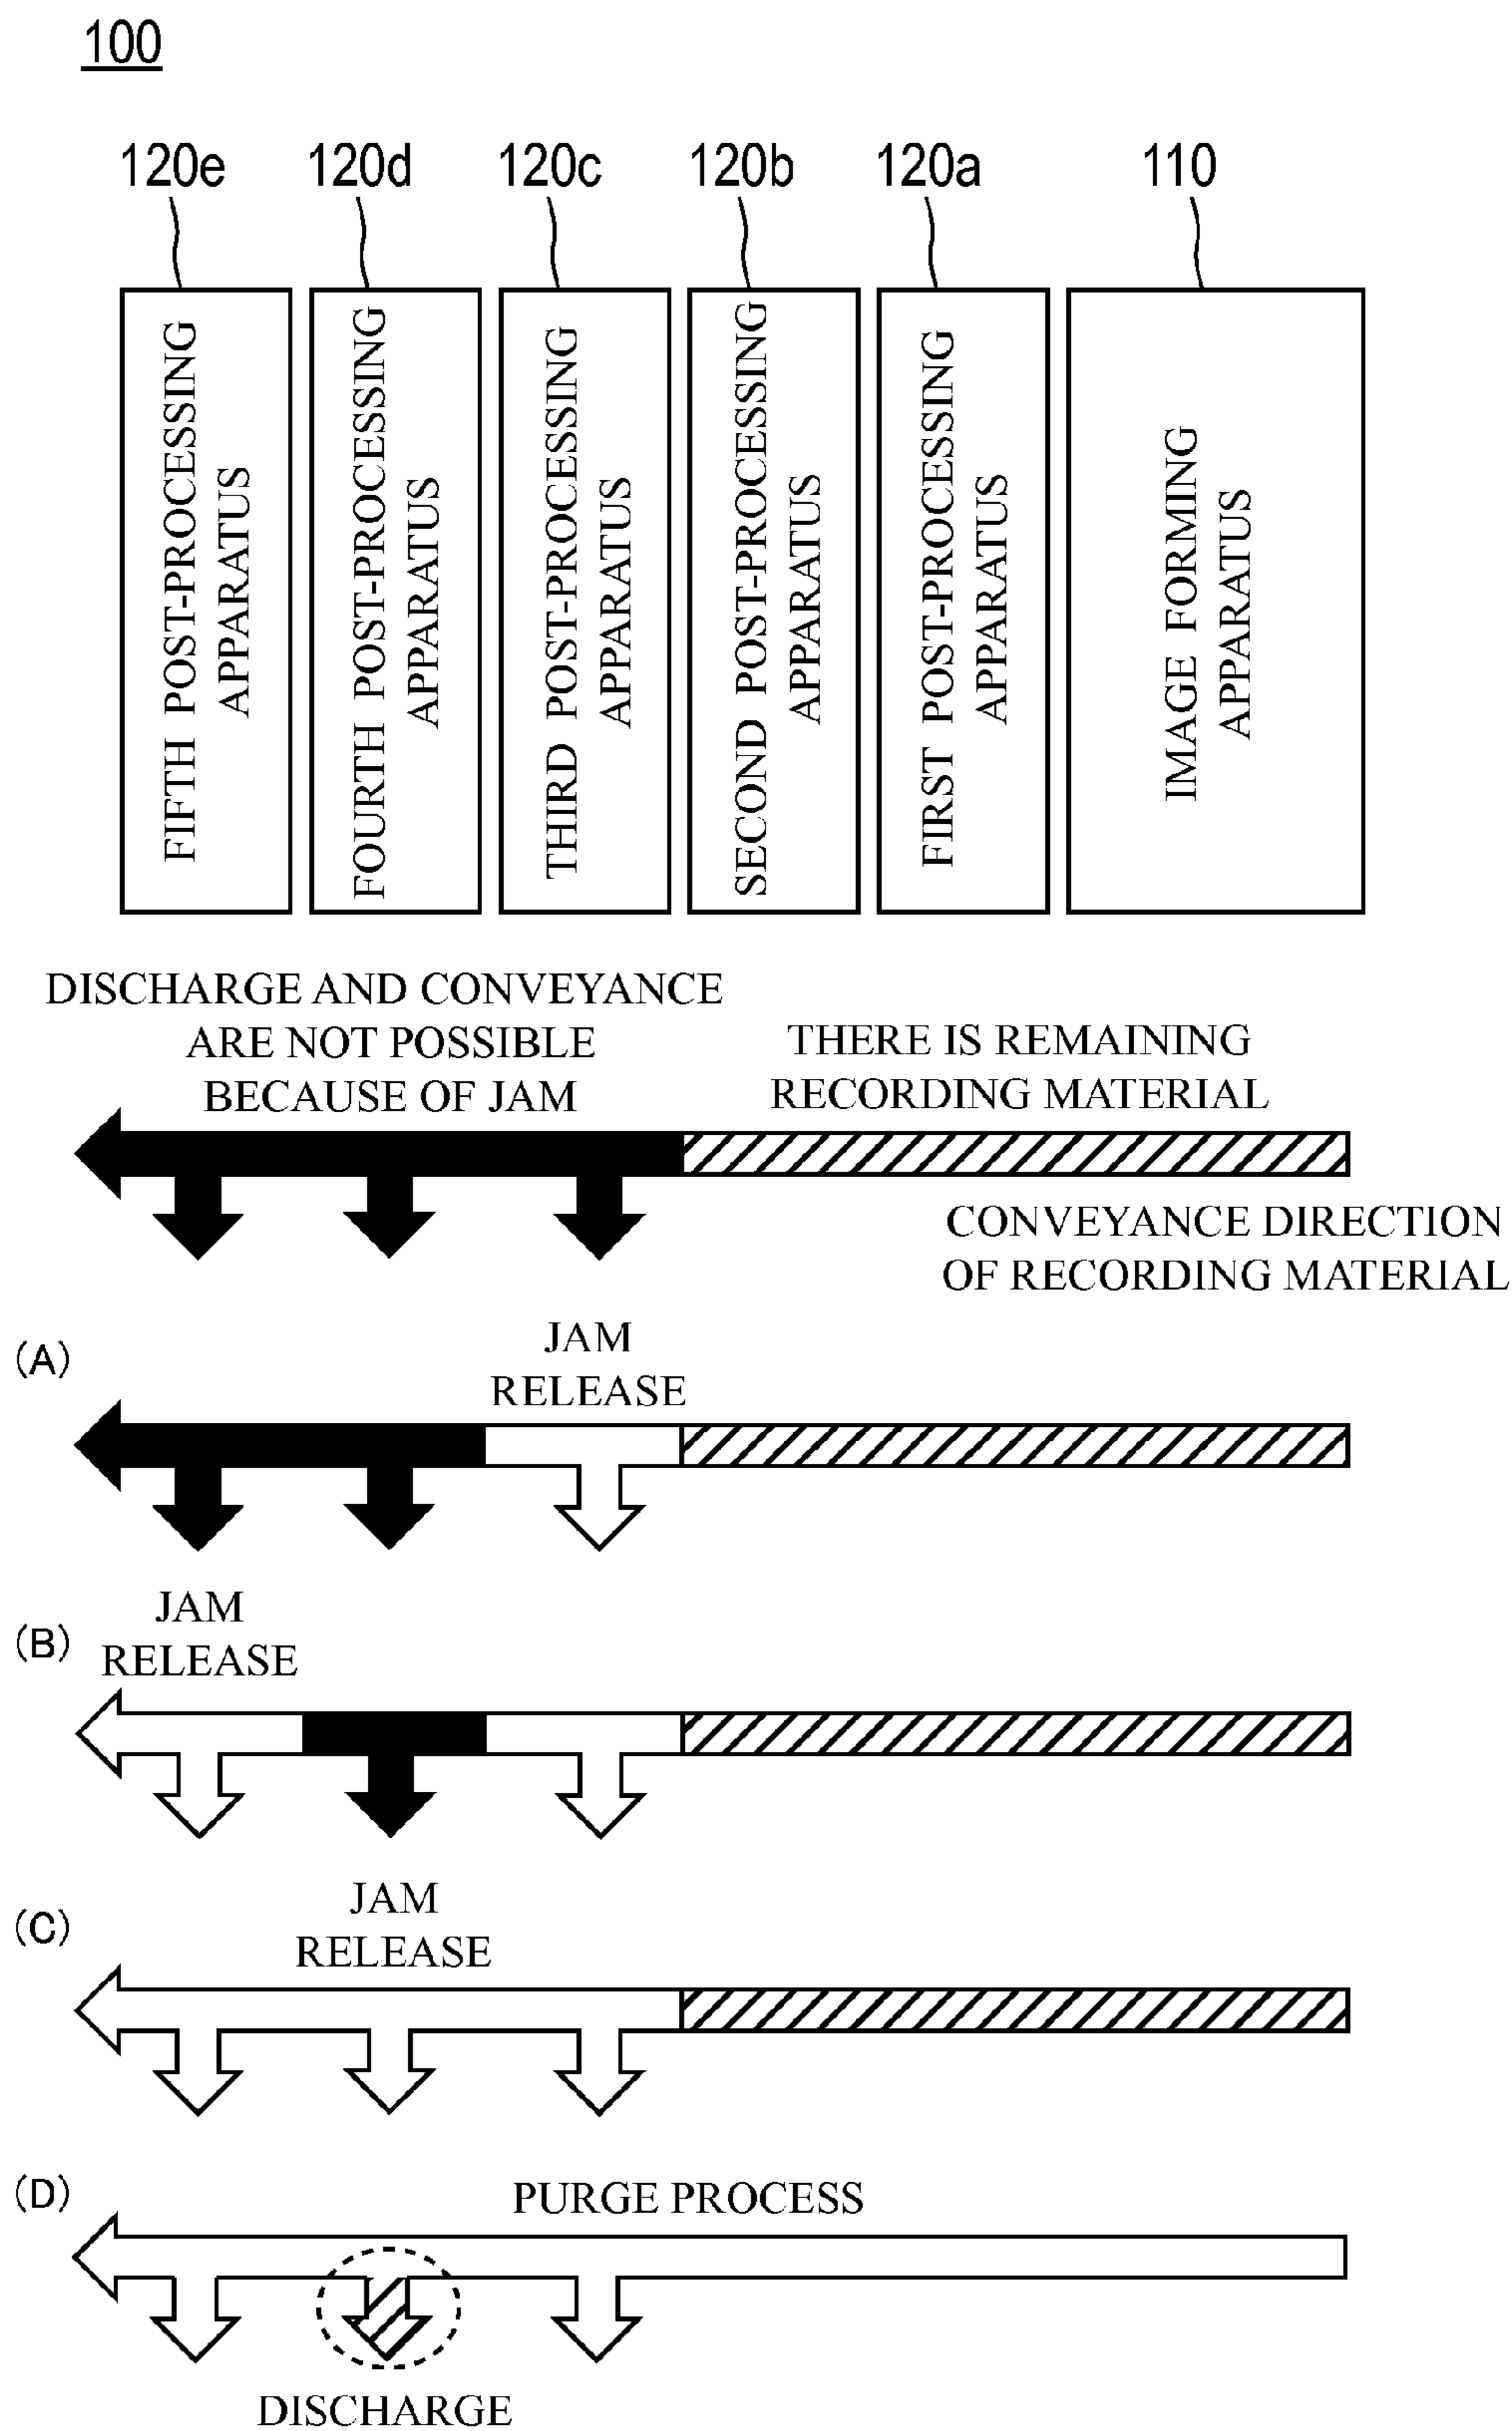 100
120e 120d 120c 120b 120a 110
FIFTH POST-PROCESSING
APPARATUS
FOURTH POST-PROCESSING
APPARATUS
THIRD POST-PROCESSING
APPARATUS
SECOND POST-PROCESSING
APPARATUS
FIRST POST-PROCESSING
APPARATUS
IMAGE FORMING
APPARATUS
DISCHARGE AND CONVEYANCE
ARE NOT POSSIBLE
BECAUSE OF JAM
THERE IS REMAINING
RECORDING MATERIAL
CONVEYANCE DIRECTION
OF RECORDING MATERIAL
(A)
JAM
RELEASE
(B)
JAM
RELEASE
(C)
JAM
RELEASE
(D)
PURGE PROCESS
DISCHARGE